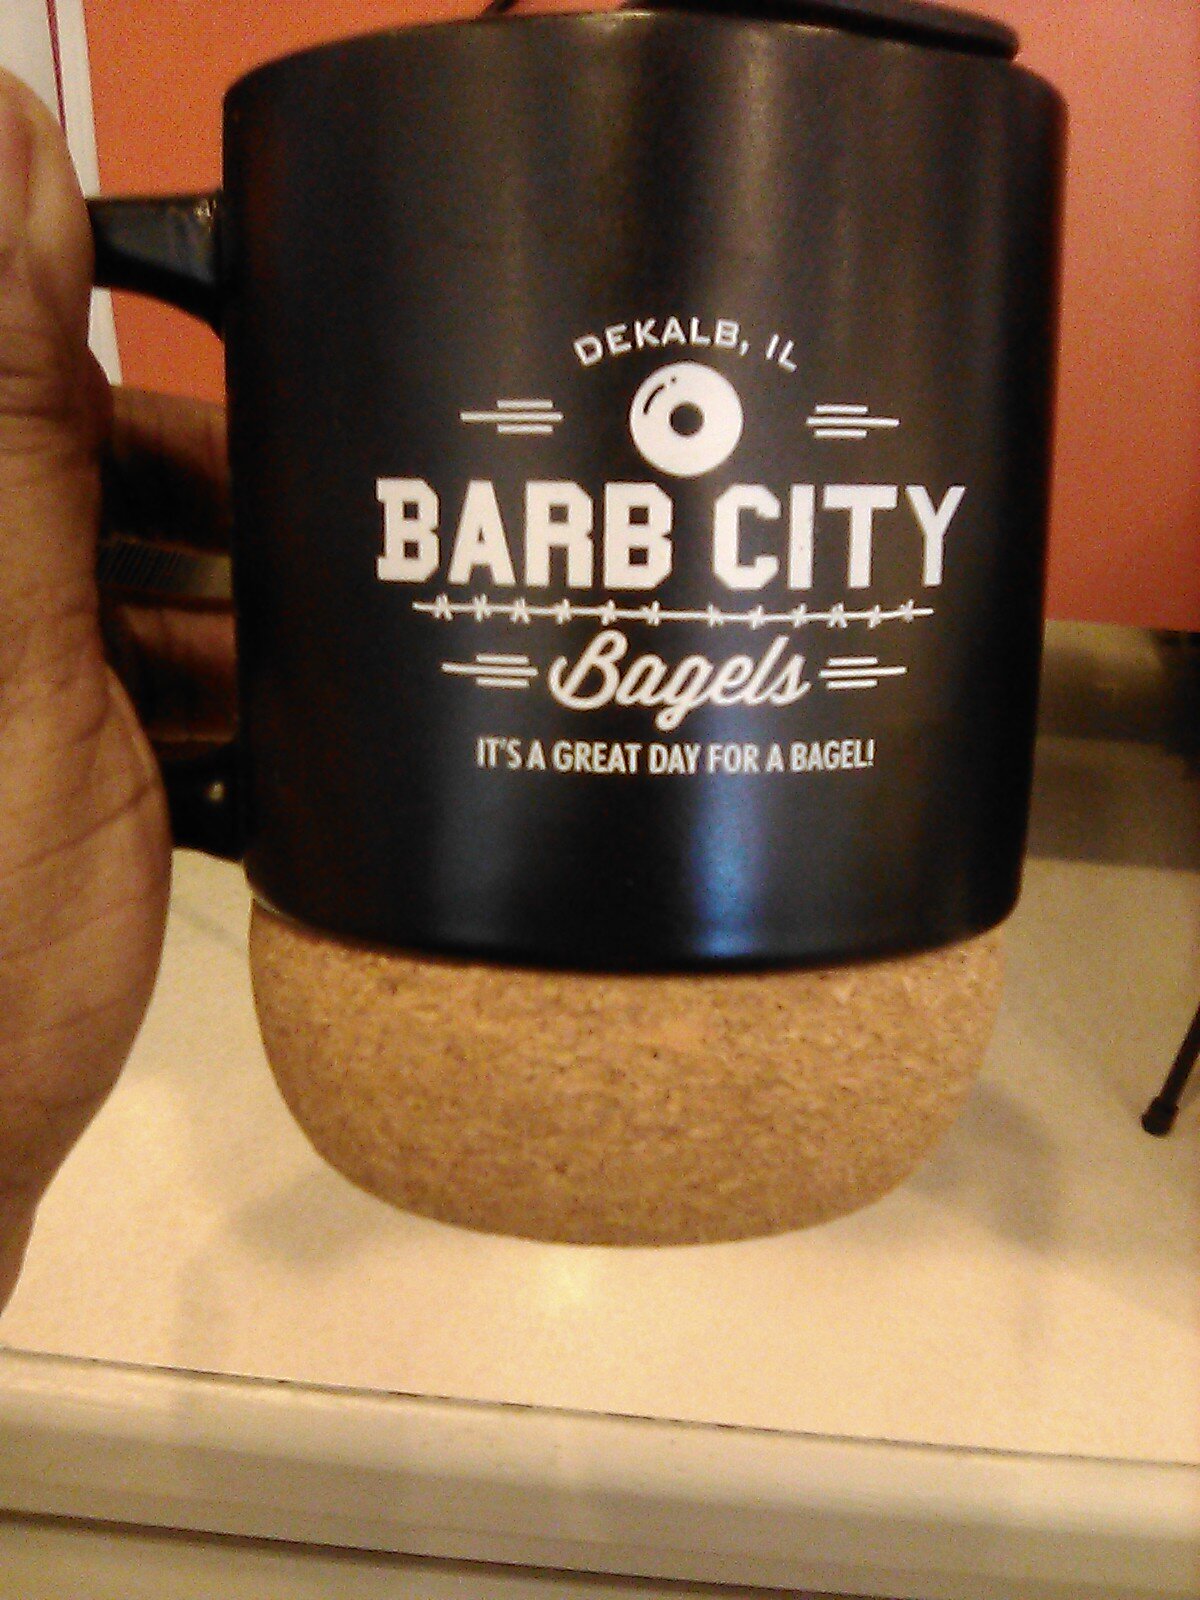 DEKALB, IL
BARB CITY
Bagels
IT'S A GREAT DAY FOR A BAGEL!